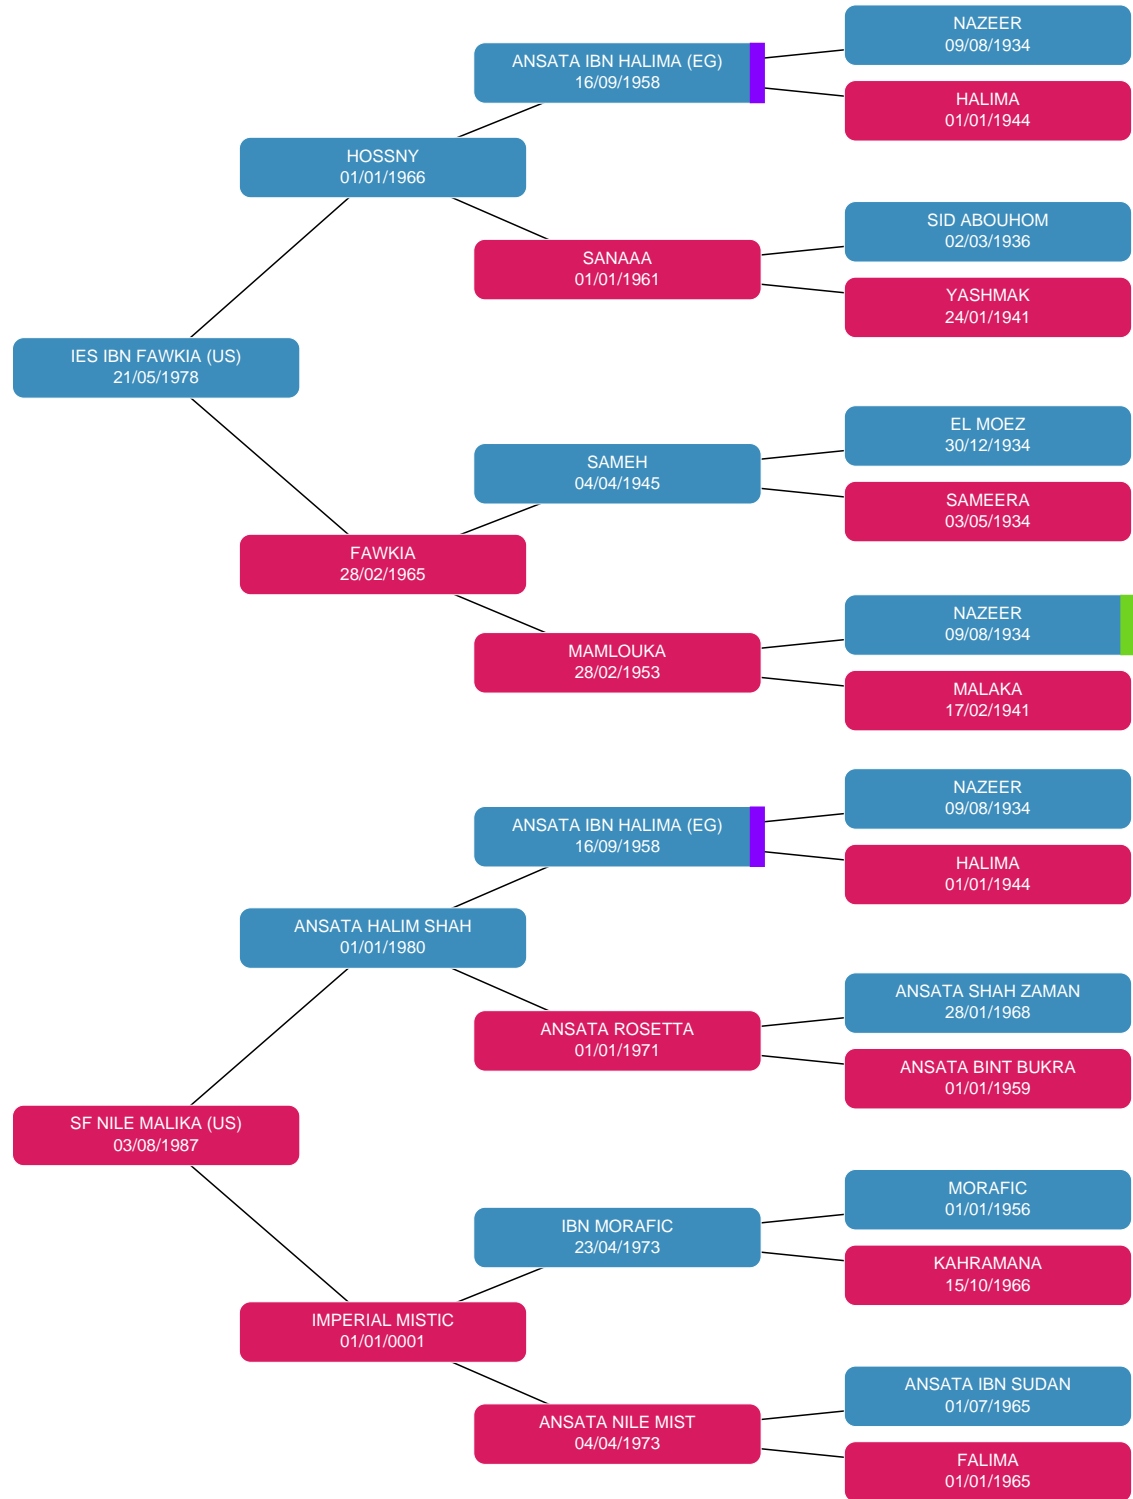 NAZEER
09/08/1934
ANSATA IBN HALIMA (EG)
16/09/1958
HALIMA
01/01/1944
HOSSNY
01/01/1966
SID ABOUHOM
02/03/1936
SANAAA
01/01/1961
YASHMAK
24/01/1941
IES IBN FAWKIA (US)
21/05/1978
EL MOEZ
30/12/1934
SAMEH
04/04/1945
SAMEERA
03/05/1934
FAWKIA
28/02/1965
NAZEER
09/08/1934
MAMLOUKA
28/02/1953
MALAKA
17/02/1941
NAZEER
09/08/1934
ANSATA IBN HALIMA (EG)
16/09/1958
HALIMA
01/01/1944
ANSATA HALIM SHAH
01/01/1980
ANSATA SHAH ZAMAN
28/01/1968
ANSATA ROSETTA
01/01/1971
ANSATA BINT BUKRA
01/01/1959
SF NILE MALIKA (US)
03/08/1987
MORAFIC
01/01/1956
IBN MORAFIC
23/04/1973
KAHRAMANA
15/10/1966
IMPERIAL MISTIC
01/01/0001
ANSATA IBN SUDAN
01/07/1965
ANSATA NILE MIST
04/04/1973
FALIMA
01/01/1965